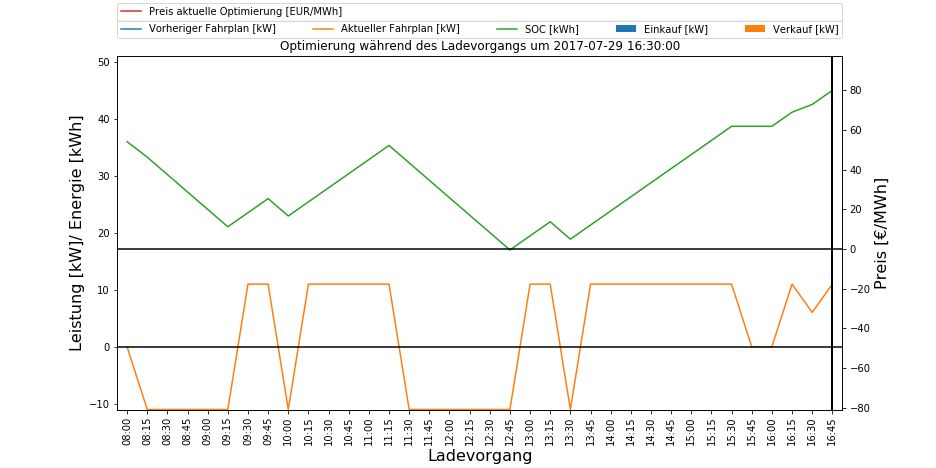 Preis aktuelle Optimierung [EUR/MWh]
Vorheriger Fahrplan [kW] Aktueller Fahrplan [kW] SOC [kWh] Einkauf [kW] Verkauf [kW]
Optimierung während des Ladevorgangs um 2017-07-29 16:30:00
Leistung [kW]/ Energie [kWh]
50
40
30
20
10
0
−10
80
60
40
20
0
−20
−40
−60
−80
Preis [€/MWh]
08:00 08:15 08:30 08:45 09:00 09:15 09:30 09:45 10:00 10:15 10:30 10:45 11:00 11:15 11:30 11:45 12:00 12:15 12:30 12:45 13:00 13:15 13:30 13:45 14:00 14:15 14:30 14:45 15:00 15:15 15:30 15:45 16:00 16:15 16:30 16:45
Ladevorgang